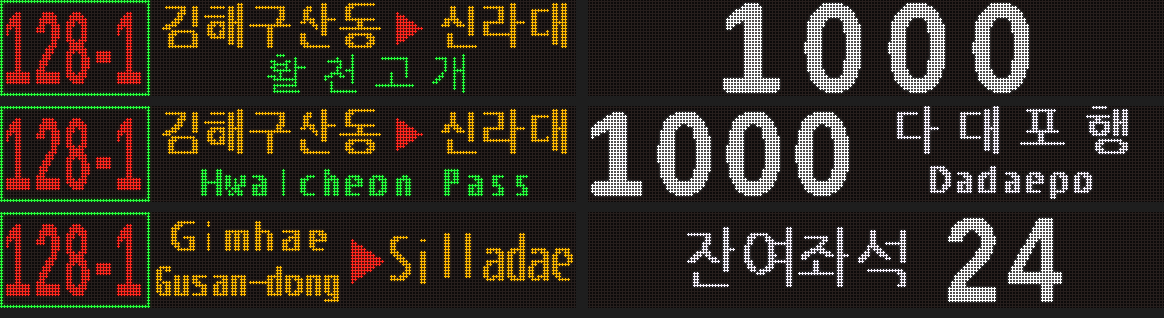 128-1 김해구산동 ▶ 신라대
활천고개
128-1 김해구산동 ▶ 신라대
Hwalcheon Pass
128-1 Gimhae Gusan-dong ▶ Silladae
1000
1000 다대포행
Dadaepo
잔여좌석 24